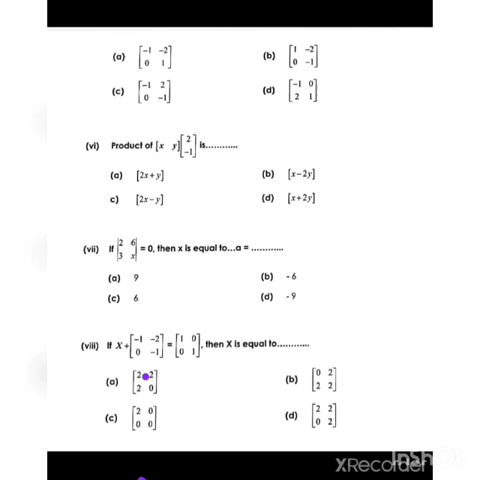 (a) [-1 -2; 0 1] (b) [1 -2; 0 -1]
(c) [-1 2; 0 -1] (d) [-1 0; 2 1]
(vi) Product of [x y][2; -1] is............
(a) [2x+y] (b) [x-2y]
c) [2x-y] (d) [x+2y]
(vii) If |2 6; 3 x| = 0, then x is equal to...a = ............
(a) 9 (b) - 6
(c) 6 (d) - 9
(viii) If X+[-1 -2; 0 -1] = [1 0; 0 1], then X is equal to............
(a) [2 2; 2 0] (b) [0 2; 2 2]
(c) [2 0; 0 0] (d) [2 2; 0 2]
InShOt
XRecorder